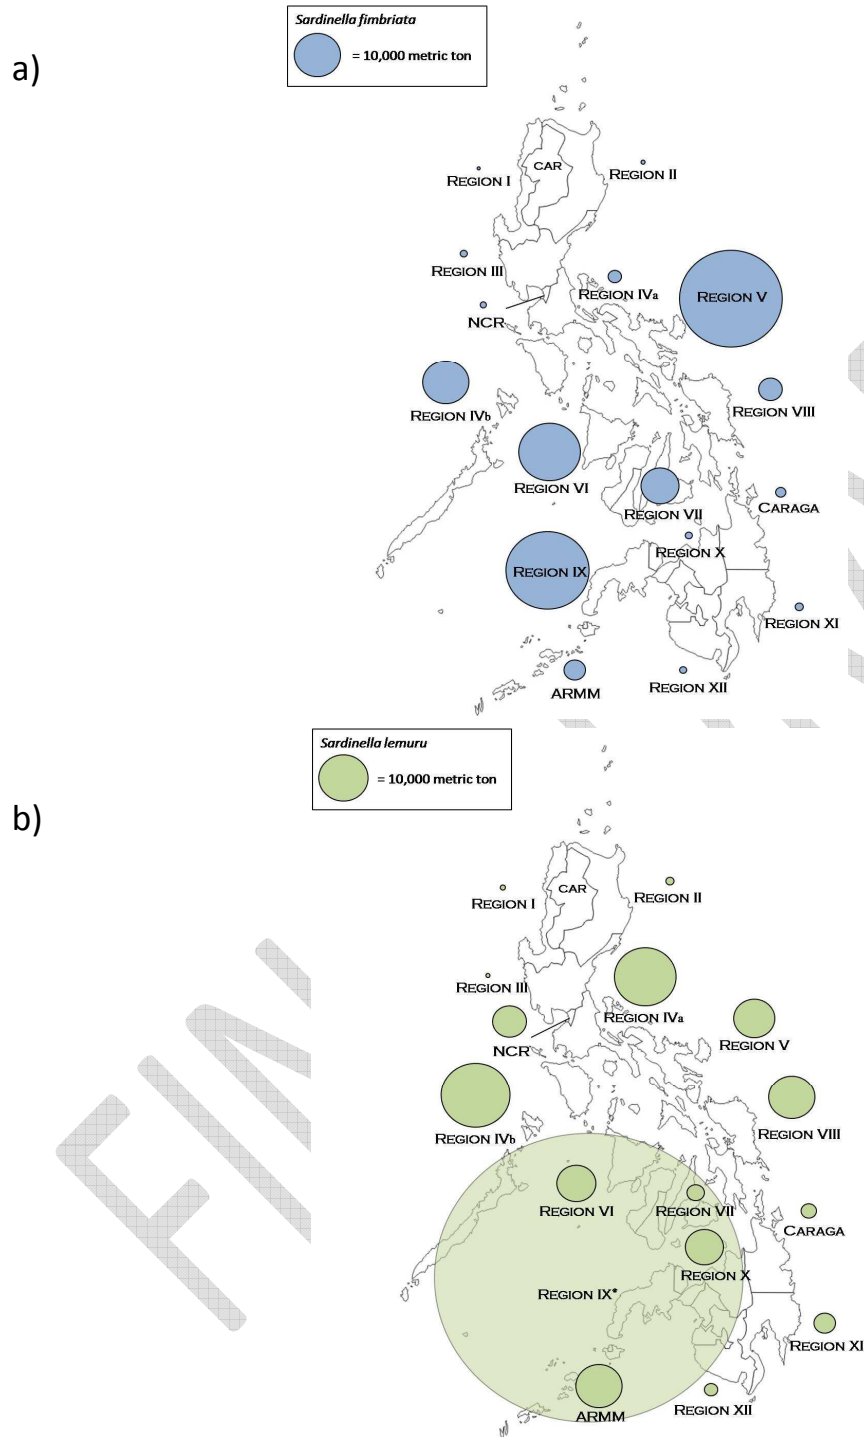 Sardinella fimbriata
= 10,000 metric ton
a)
CAR
REGION I
REGION II
REGION III
REGION IVa
REGION V
NCR
REGION IVb
REGION VIII
REGION VI
REGION VII
CARAGA
REGION X
REGION IX
REGION XI
ARMM
REGION XII
Sardinella lemuru
= 10,000 metric ton
b)
CAR
REGION I
REGION II
REGION III
REGION IVa
REGION V
NCR
REGION IVb
REGION VIII
REGION VI
REGION VII
CARAGA
REGION X
REGION IX*
REGION XI
ARMM
REGION XII